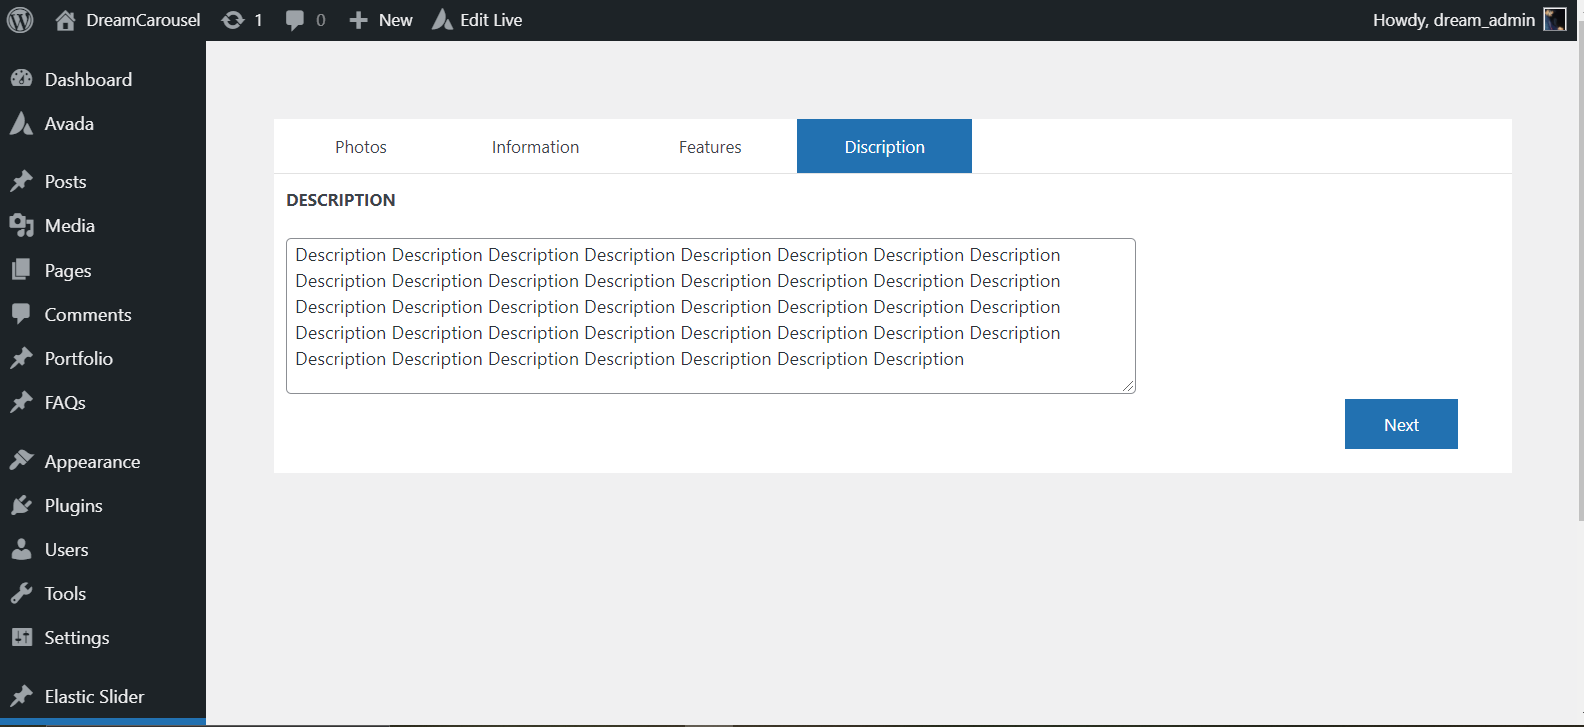 DreamCarousel 1 0 New Edit Live Howdy, dream_admin
Dashboard
Avada
Posts
Media
Pages
Comments
Portfolio
FAQs
Appearance
Plugins
Users
Tools
Settings
Elastic Slider
Photos Information Features Discription
DESCRIPTION
Description Description Description Description Description Description Description Description
Description Description Description Description Description Description Description Description
Description Description Description Description Description Description Description Description
Description Description Description Description Description Description Description Description
Description Description Description Description Description Description Description
Next